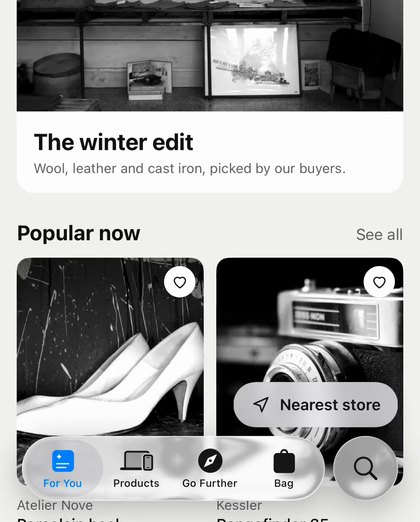 The winter edit
Wool, leather and cast iron, picked by our buyers.
Popular now
See all
Nearest store
For You
Products
Go Further
Bag
Atelier Nove
Kessler